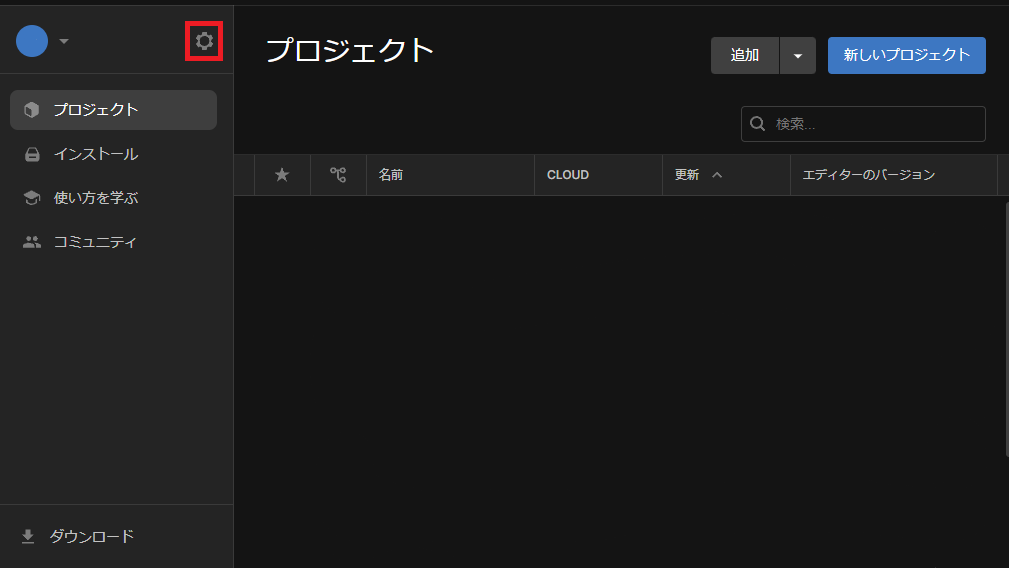 プロジェクト
追加
新しいプロジェクト
プロジェクト
インストール
使い方を学ぶ
コミュニティ
検索...
名前 CLOUD 更新 エディターのバージョン
ダウンロード